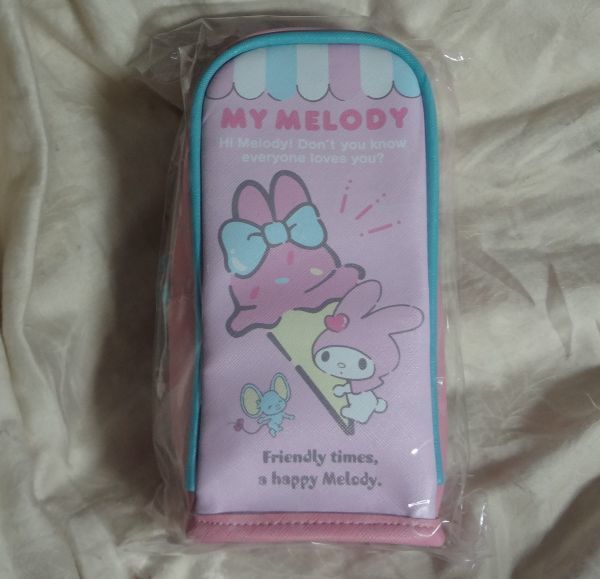 MY MELODY
Hi Melody! Don't you know
everyone loves you?
Friendly times,
a happy Melody.